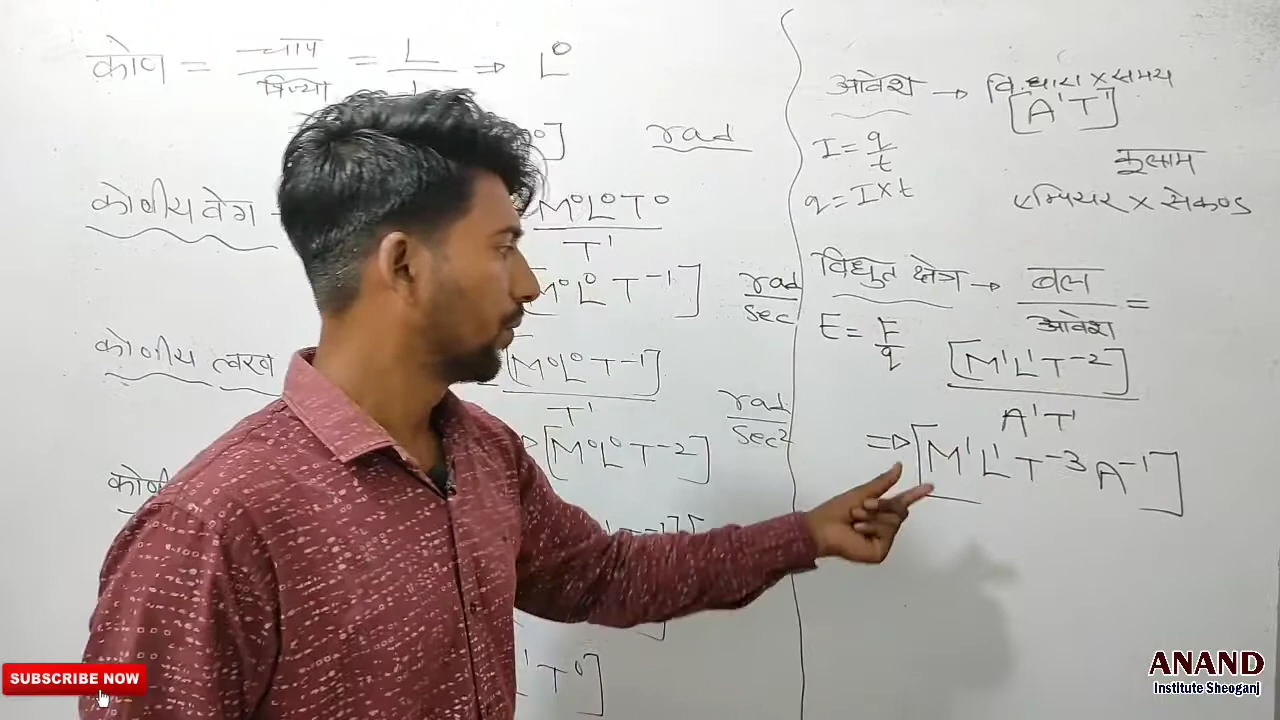 कोण = चाप / त्रिज्या = L / L ⇒ L⁰
rad
कोणीय वेग -
M⁰L⁰T⁰ / T¹
[M⁰L⁰T⁻¹] rad / sec
कोणीय त्वरण
[M⁰L⁰T⁻¹] / T¹
[M⁰L⁰T⁻²] rad / sec²
आवेश → वि. धारा × समय
[A¹T¹]
I = q / t
कूलाम
q = I × t
एम्पियर × सेकण्ड
विधुत क्षेत्र → बल / आवेश =
E = F / q
[M¹L¹T⁻²] / A¹T¹
⇒ [M¹L¹T⁻³A⁻¹]
SUBSCRIBE NOW
ANAND
Institute Sheoganj